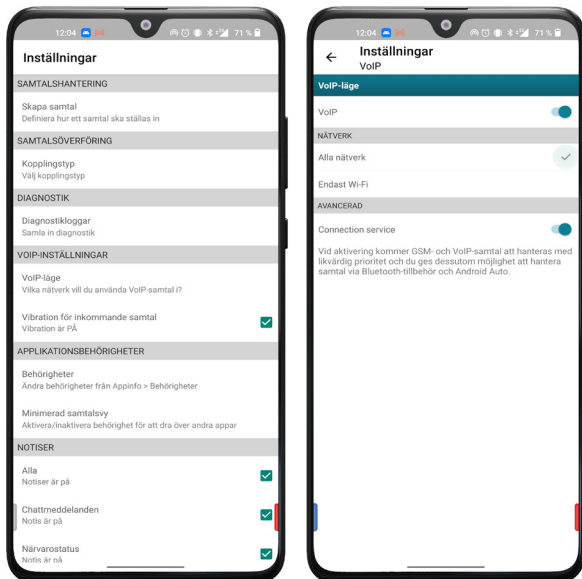 12:04 71 %
Inställningar
SAMTALSHANTERING
Skapa samtal
Definiera hur ett samtal ska ställas in
SAMTALSÖVERFÖRING
Kopplingstyp
Välj kopplingstyp
DIAGNOSTIK
Diagnostikloggar
Samla in diagnostik
VOIP-INSTÄLLNINGAR
VoIP-läge
Vilka nätverk vill du använda VoIP-samtal i?
Vibration för inkommande samtal
Vibration är PÅ
APPLIKATIONSBEHÖRIGHETER
Behörigheter
Ändra behörigheter från Appinfo > Behörigheter
Minimerad samtalsvy
Aktivera/inaktivera behörighet för att dra över andra appar
NOTISER
Alla
Notiser är på
Chattmeddelanden
Notis är på
Närvarostatus
Notis är på
12:04 71 %
Inställningar
VoIP
VoIP-läge
VoIP
NÄTVERK
Alla nätverk
Endast Wi-Fi
AVANCERAD
Connection service
Vid aktivering kommer GSM- och VoIP-samtal att hanteras med
likvärdig prioritet och du ges dessutom möjlighet att hantera
samtal via Bluetooth-tillbehör och Android Auto.